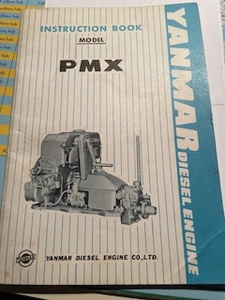 INSTRUCTION BOOK
MODEL
PMX
YANMAR DIESEL ENGINE
YANMAR DIESEL ENGINE CO.,LTD.